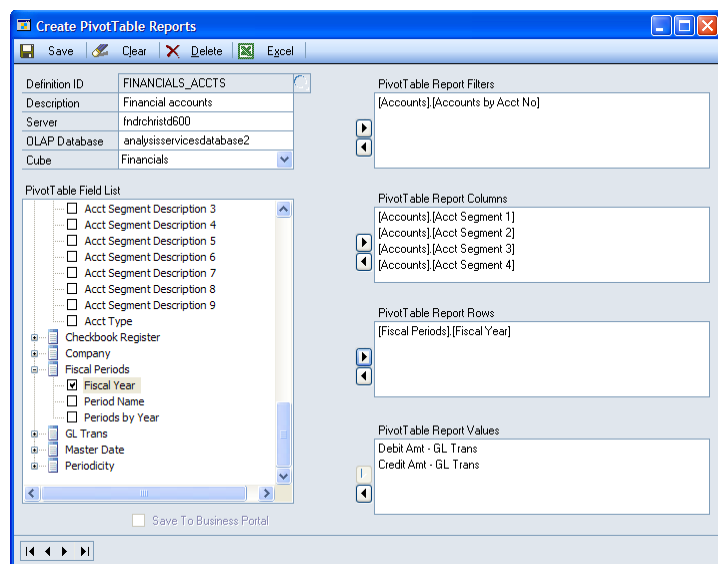 Create PivotTable Reports
Save Clear Delete Excel
Definition ID FINANCIALS_ACCTS
Description Financial accounts
Server fndrchristd600
OLAP Database analysisservicesdatabase2
Cube Financials
PivotTable Field List
Acct Segment Description 3
Acct Segment Description 4
Acct Segment Description 5
Acct Segment Description 6
Acct Segment Description 7
Acct Segment Description 8
Acct Segment Description 9
Acct Type
Checkbook Register
Company
Fiscal Periods
Fiscal Year
Period Name
Periods by Year
GL Trans
Master Date
Periodicity
Save To Business Portal
PivotTable Report Filters
[Accounts].[Accounts by Acct No]
PivotTable Report Columns
[Accounts].[Acct Segment 1]
[Accounts].[Acct Segment 2]
[Accounts].[Acct Segment 3]
[Accounts].[Acct Segment 4]
PivotTable Report Rows
[Fiscal Periods].[Fiscal Year]
PivotTable Report Values
Debit Amt - GL Trans
Credit Amt - GL Trans